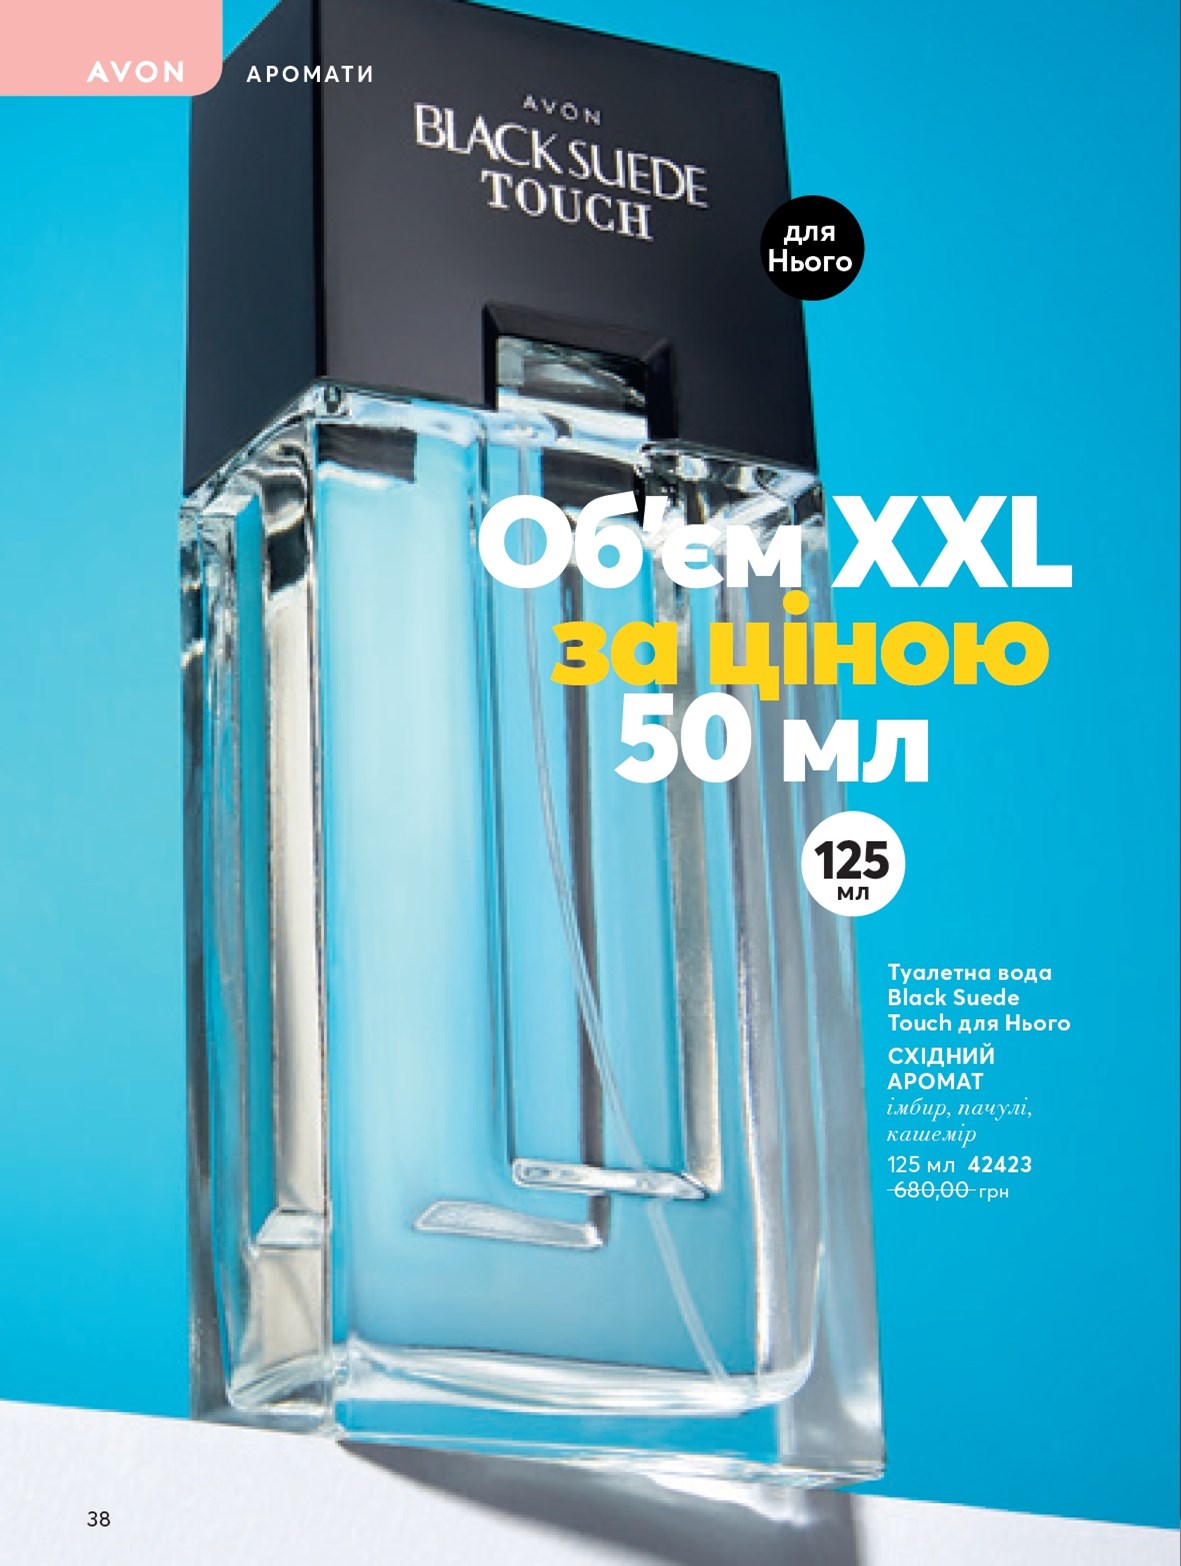 AVON АРОМАТИ
AVON
BLACK SUEDE
TOUCH
для
Нього
Об'єм XXL
за ціною
50 мл
125
мл
Туалетна вода
Black Suede
Touch для Нього
СХІДНИЙ
АРОМАТ
імбир, пачулі,
кашемір
125 мл 42423
680,00 грн
38